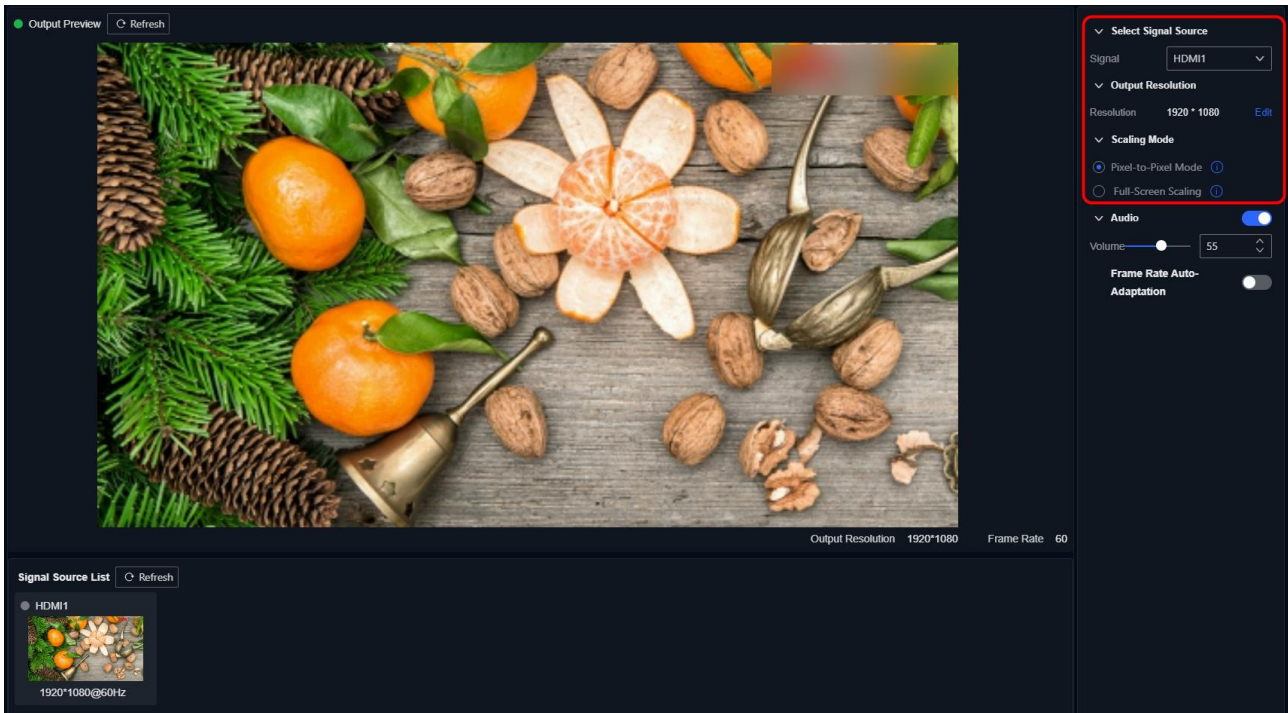 Output Preview Refresh
Output Resolution 1920*1080 Frame Rate 60
Signal Source List Refresh
HDMI1
1920*1080@60Hz
Select Signal Source
Signal HDMI1
Output Resolution
Resolution 1920 * 1080 Edit
Scaling Mode
Pixel-to-Pixel Mode
Full-Screen Scaling
Audio
Volume 55
Frame Rate Auto-
Adaptation